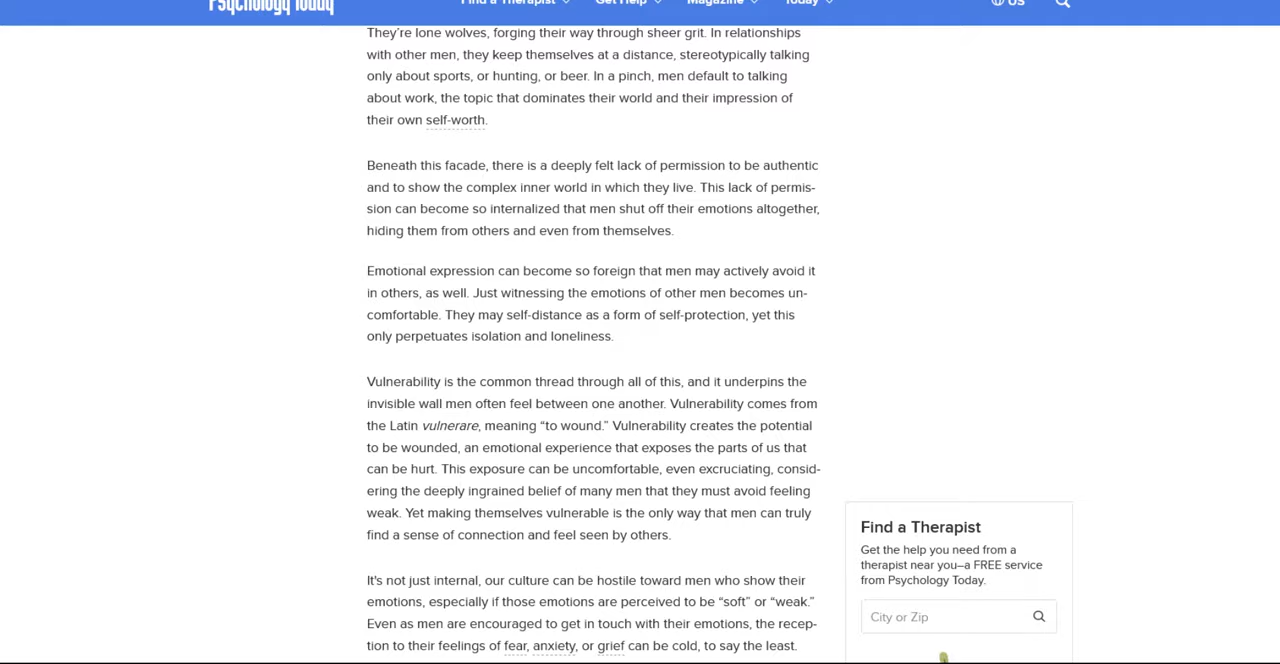 Psychology Today
Find a Therapist
Get Help
Magazine
Today
US
They’re lone wolves, forging their way through sheer grit. In relationships
with other men, they keep themselves at a distance, stereotypically talking
only about sports, or hunting, or beer. In a pinch, men default to talking
about work, the topic that dominates their world and their impression of
their own self-worth.
Beneath this facade, there is a deeply felt lack of permission to be authentic
and to show the complex inner world in which they live. This lack of permis-
sion can become so internalized that men shut off their emotions altogether,
hiding them from others and even from themselves.
Emotional expression can become so foreign that men may actively avoid it
in others, as well. Just witnessing the emotions of other men becomes un-
comfortable. They may self-distance as a form of self-protection, yet this
only perpetuates isolation and loneliness.
Vulnerability is the common thread through all of this, and it underpins the
invisible wall men often feel between one another. Vulnerability comes from
the Latin vulnerare, meaning “to wound.” Vulnerability creates the potential
to be wounded, an emotional experience that exposes the parts of us that
can be hurt. This exposure can be uncomfortable, even excruciating, consid-
ering the deeply ingrained belief of many men that they must avoid feeling
weak. Yet making themselves vulnerable is the only way that men can truly
find a sense of connection and feel seen by others.
It's not just internal, our culture can be hostile toward men who show their
emotions, especially if those emotions are perceived to be “soft” or “weak.”
Even as men are encouraged to get in touch with their emotions, the recep-
tion to their feelings of fear, anxiety, or grief can be cold, to say the least.
Find a Therapist
Get the help you need from a
therapist near you–a FREE service
from Psychology Today.
City or Zip